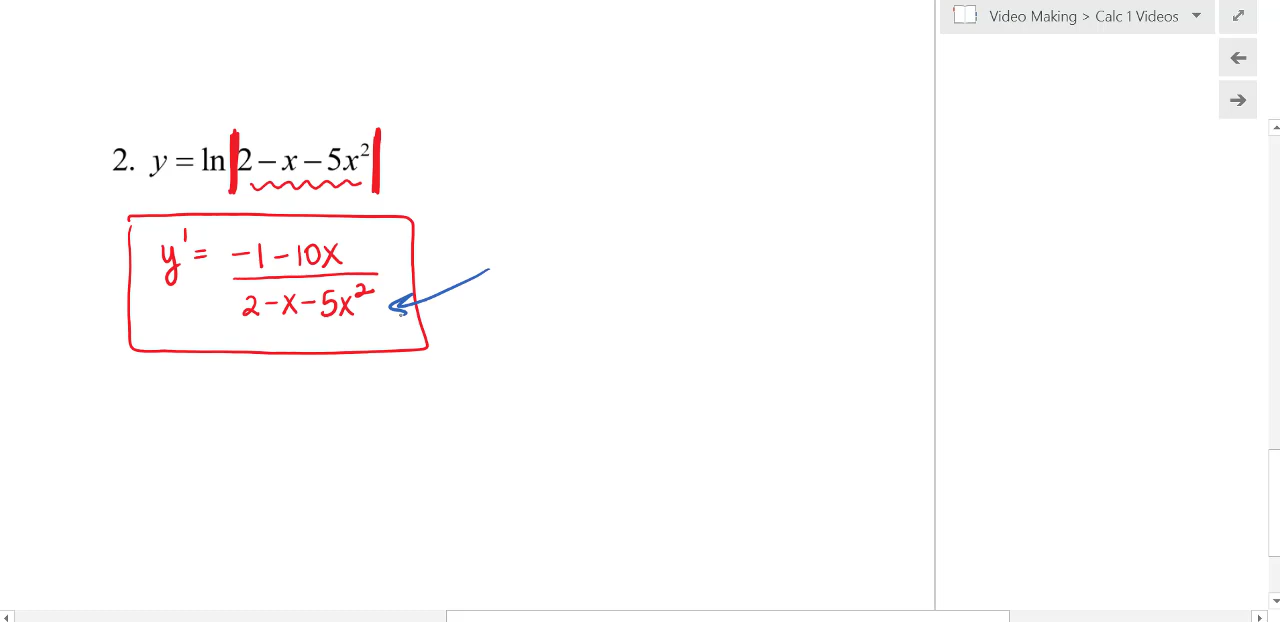 Video Making > Calc 1 Videos
2. y = ln|2 − x − 5x²|
y' = −1 − 10x
2 − x − 5x²